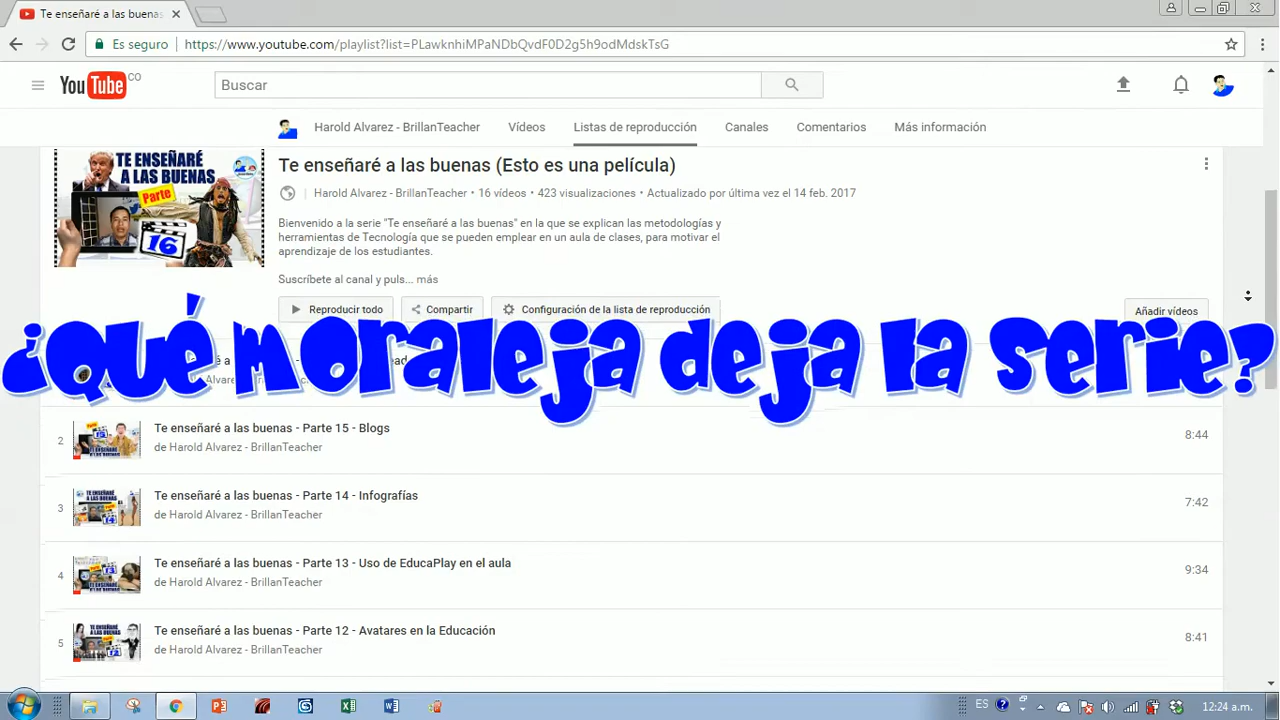 Te enseñaré a las buenas
Es seguro
https://www.youtube.com/playlist?list=PLawknhiMPaNDbQvdF0D2g5h9odMdskTsG
YouTube CO
Buscar
Harold Alvarez - BrillanTeacher Vídeos Listas de reproducción Canales Comentarios Más información
TE ENSEÑARÉ
A LAS BUENAS
Parte
16
Te enseñaré a las buenas (Esto es una película)
Harold Alvarez - BrillanTeacher • 16 vídeos • 423 visualizaciones • Actualizado por última vez el 14 feb. 2017
Bienvenido a la serie "Te enseñaré a las buenas" en la que se explican las metodologías y
herramientas de Tecnología que se pueden emplear en un aula de clases, para motivar el
aprendizaje de los estudiantes.
Suscríbete al canal y puls... más
Reproducir todo Compartir Configuración de la lista de reproducción Añadir vídeos
¿Qué moraleja deja la serie?
2 Te enseñaré a las buenas - Parte 15 - Blogs 8:44
de Harold Alvarez - BrillanTeacher
3 Te enseñaré a las buenas - Parte 14 - Infografías 7:42
de Harold Alvarez - BrillanTeacher
4 Te enseñaré a las buenas - Parte 13 - Uso de EducaPlay en el aula 9:34
de Harold Alvarez - BrillanTeacher
5 Te enseñaré a las buenas - Parte 12 - Avatares en la Educación 8:41
de Harold Alvarez - BrillanTeacher
ES 12:24 a.m.